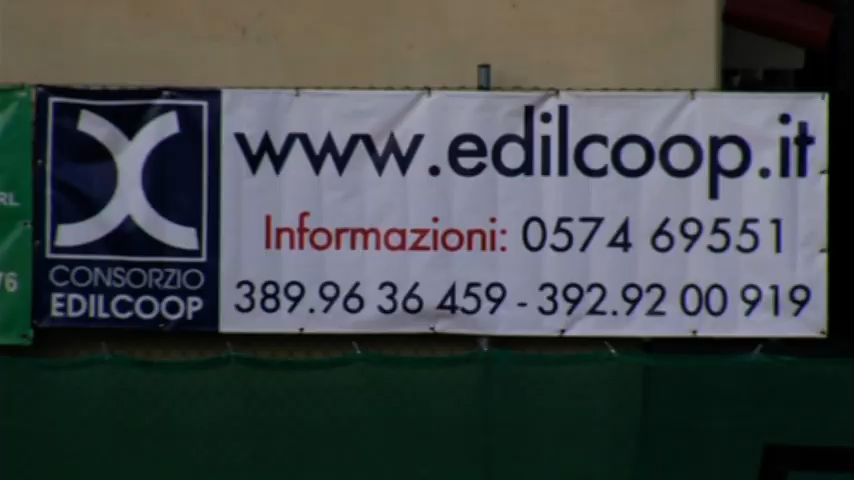 RL
76
CONSORZIO
EDILCOOP
www.edilcoop.it
Informazioni: 0574 69551
389.96 36 459 - 392.92 00 919